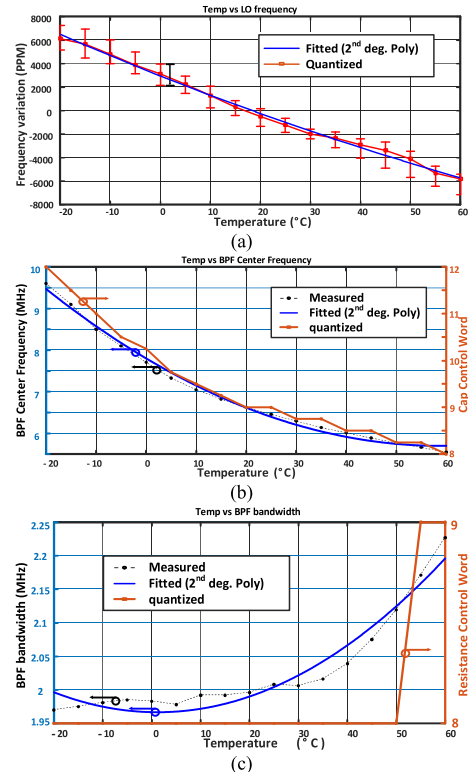 Temp vs LO frequency
Frequency variation (PPM)
8000
6000
4000
2000
0
-2000
-4000
-6000
-8000
Fitted (2nd deg. Poly)
Quantized
-20 -10 0 10 20 30 40 50 60
Temperature (°C)
(a)
Temp vs BPF Center Frequency
BPF Center Frequency (MHz)
10
9
8
7
6
Measured
Fitted (2nd deg. Poly)
quantized
12
11
10
9
8
Cap Control Word
-20 -10 0 10 20 30 40 50 60
Temperature (°C)
(b)
Temp vs BPF bandwidth
BPF bandwidth (MHz)
2.25
2.2
2.15
2.1
2.05
2
1.95
Measured
Fitted (2nd deg. Poly)
quantized
9
8
Resistance Control Word
-20 -10 0 10 20 30 40 50 60
Temperature (°C)
(c)